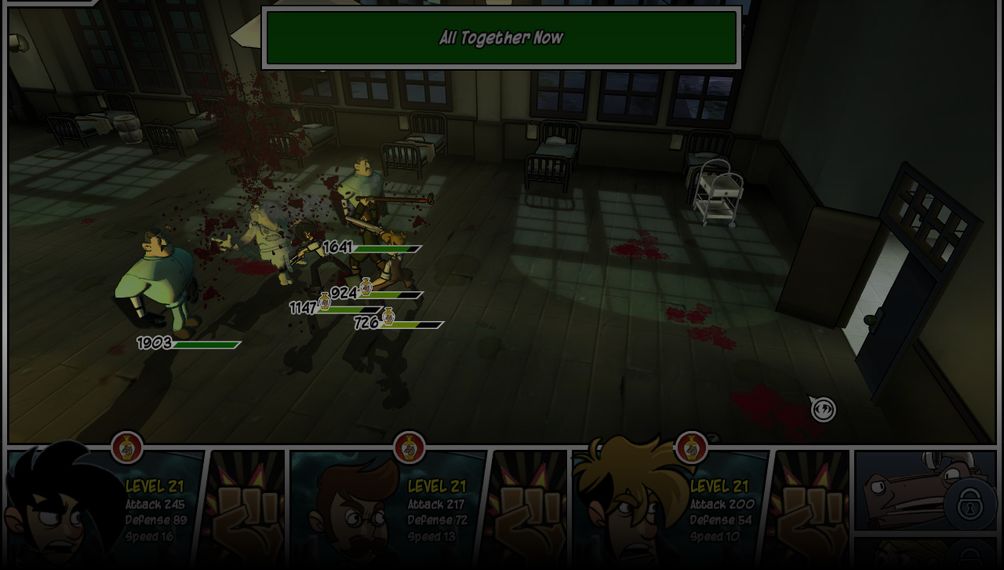 All Together Now
1641
924
1147
726
1903
LEVEL 21
Attack 245
Defense 89
Speed 16
LEVEL 21
Attack 217
Defense 72
Speed 13
LEVEL 21
Attack 200
Defense 54
Speed 10